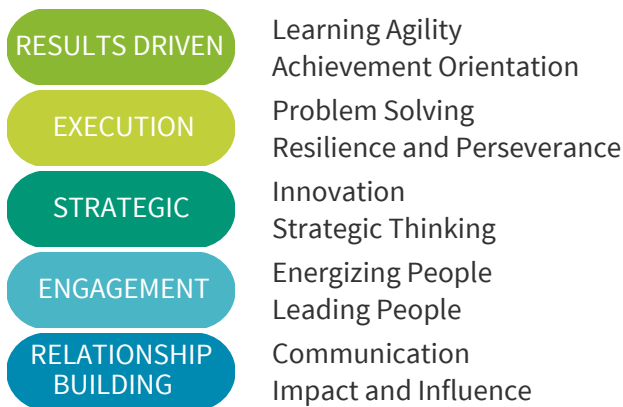 RESULTS DRIVEN
Learning Agility
Achievement Orientation
EXECUTION
Problem Solving
Resilience and Perseverance
STRATEGIC
Innovation
Strategic Thinking
ENGAGEMENT
Energizing People
Leading People
RELATIONSHIP
BUILDING
Communication
Impact and Influence